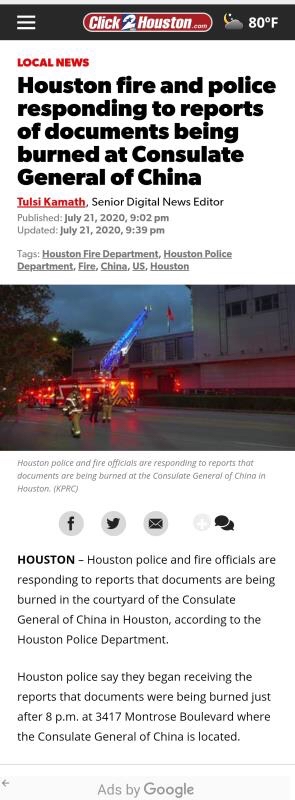 Click2Houston.com
80°F
LOCAL NEWS
Houston fire and police
responding to reports
of documents being
burned at Consulate
General of China
Tulsi Kamath, Senior Digital News Editor
Published: July 21, 2020, 9:02 pm
Updated: July 21, 2020, 9:39 pm
Tags: Houston Fire Department, Houston Police
Department, Fire, China, US, Houston
Houston police and fire officials are responding to reports that
documents are being burned at the Consulate General of China in
Houston. (KPRC)
HOUSTON – Houston police and fire officials are
responding to reports that documents are being
burned in the courtyard of the Consulate
General of China in Houston, according to the
Houston Police Department.
Houston police say they began receiving the
reports that documents were being burned just
after 8 p.m. at 3417 Montrose Boulevard where
the Consulate General of China is located.
Ads by Google